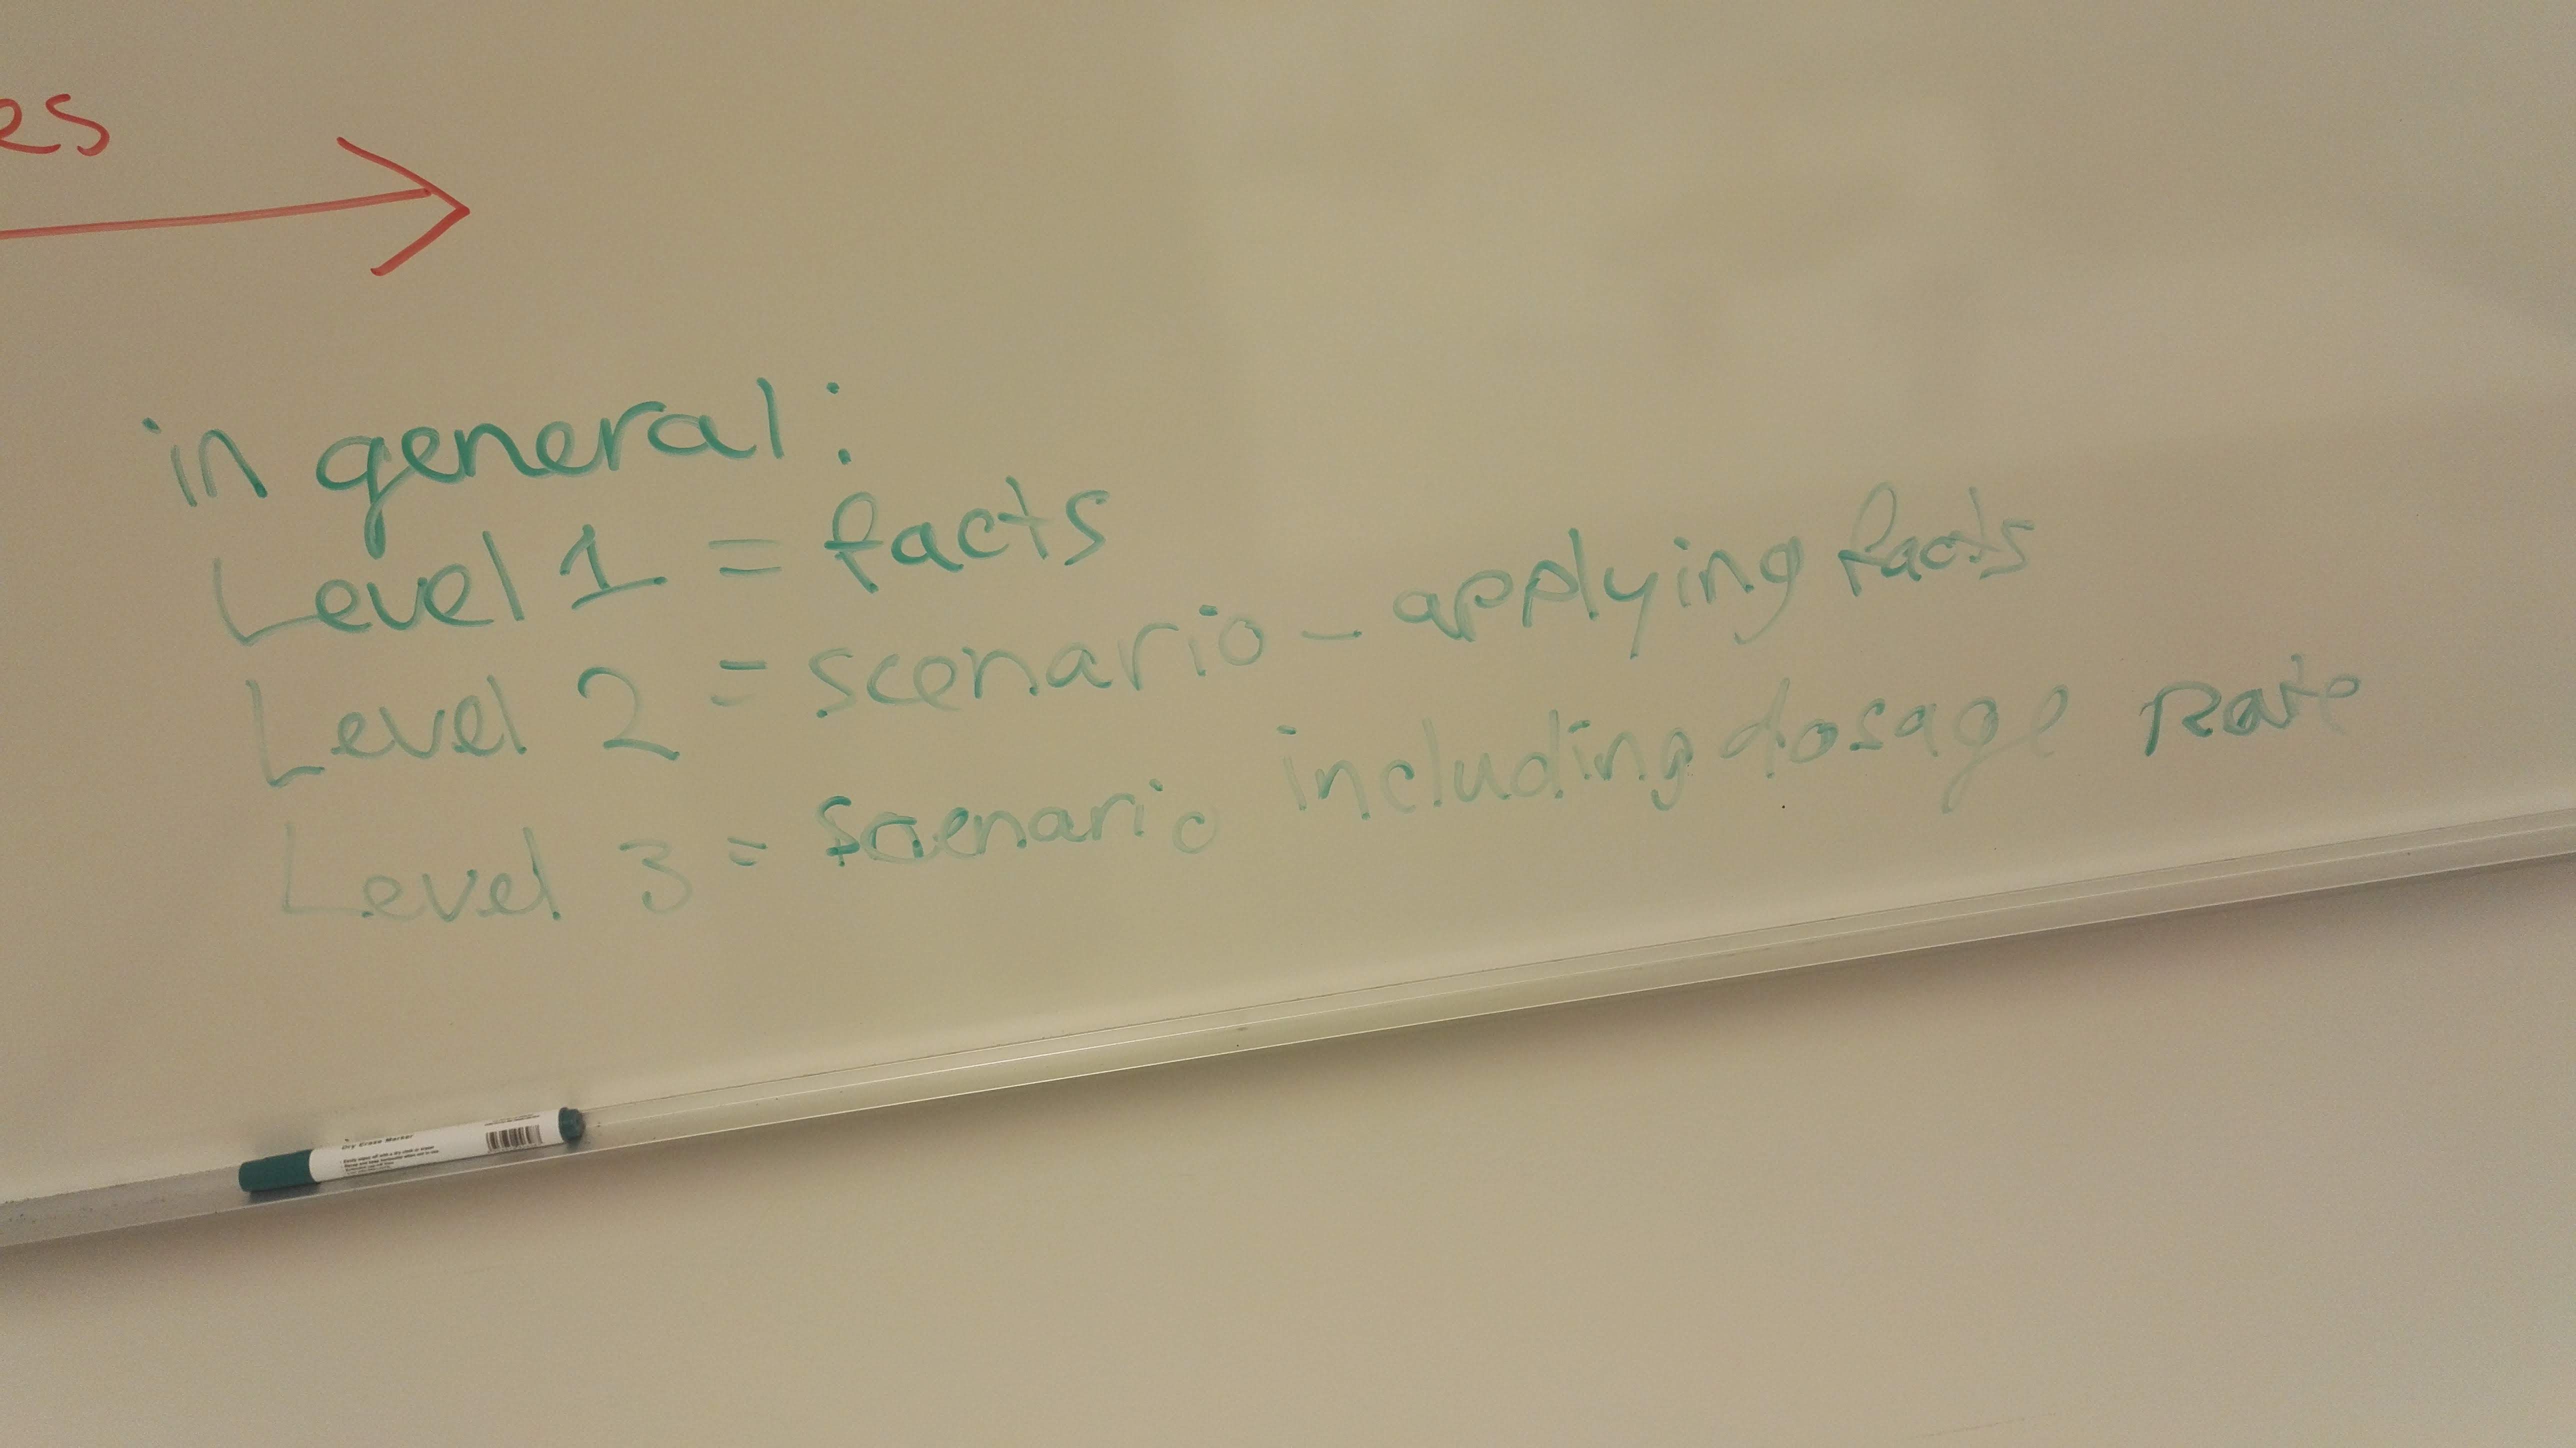 es
in general:
Level 1 = facts
Level 2 = scenario - applying facts
Level 3 = scenario including dosage Rate
Dry Erase Marker